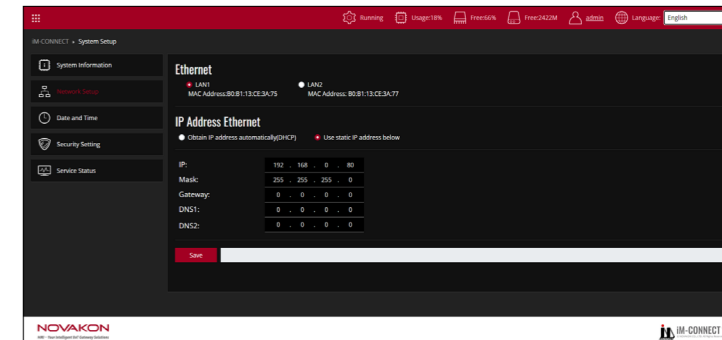 Running Usage:18% Free:66% Free:2422M admin Language: English
iM-CONNECT ▸ System Setup
System Information
Network Setup
Date and Time
Security Setting
Service Status
Ethernet
LAN1 LAN2
MAC Address:B0:81:13:CE:3A:75 MAC Address: B0:81:13:CE:3A:77
IP Address Ethernet
Obtain IP address automatically(DHCP) Use static IP address below
IP: 192 . 168 . 0 . 80
Mask: 255 . 255 . 255 . 0
Gateway: 0 . 0 . 0 . 0
DNS1: 0 . 0 . 0 . 0
DNS2: 0 . 0 . 0 . 0
Save
NOVAKON
iM-CONNECT